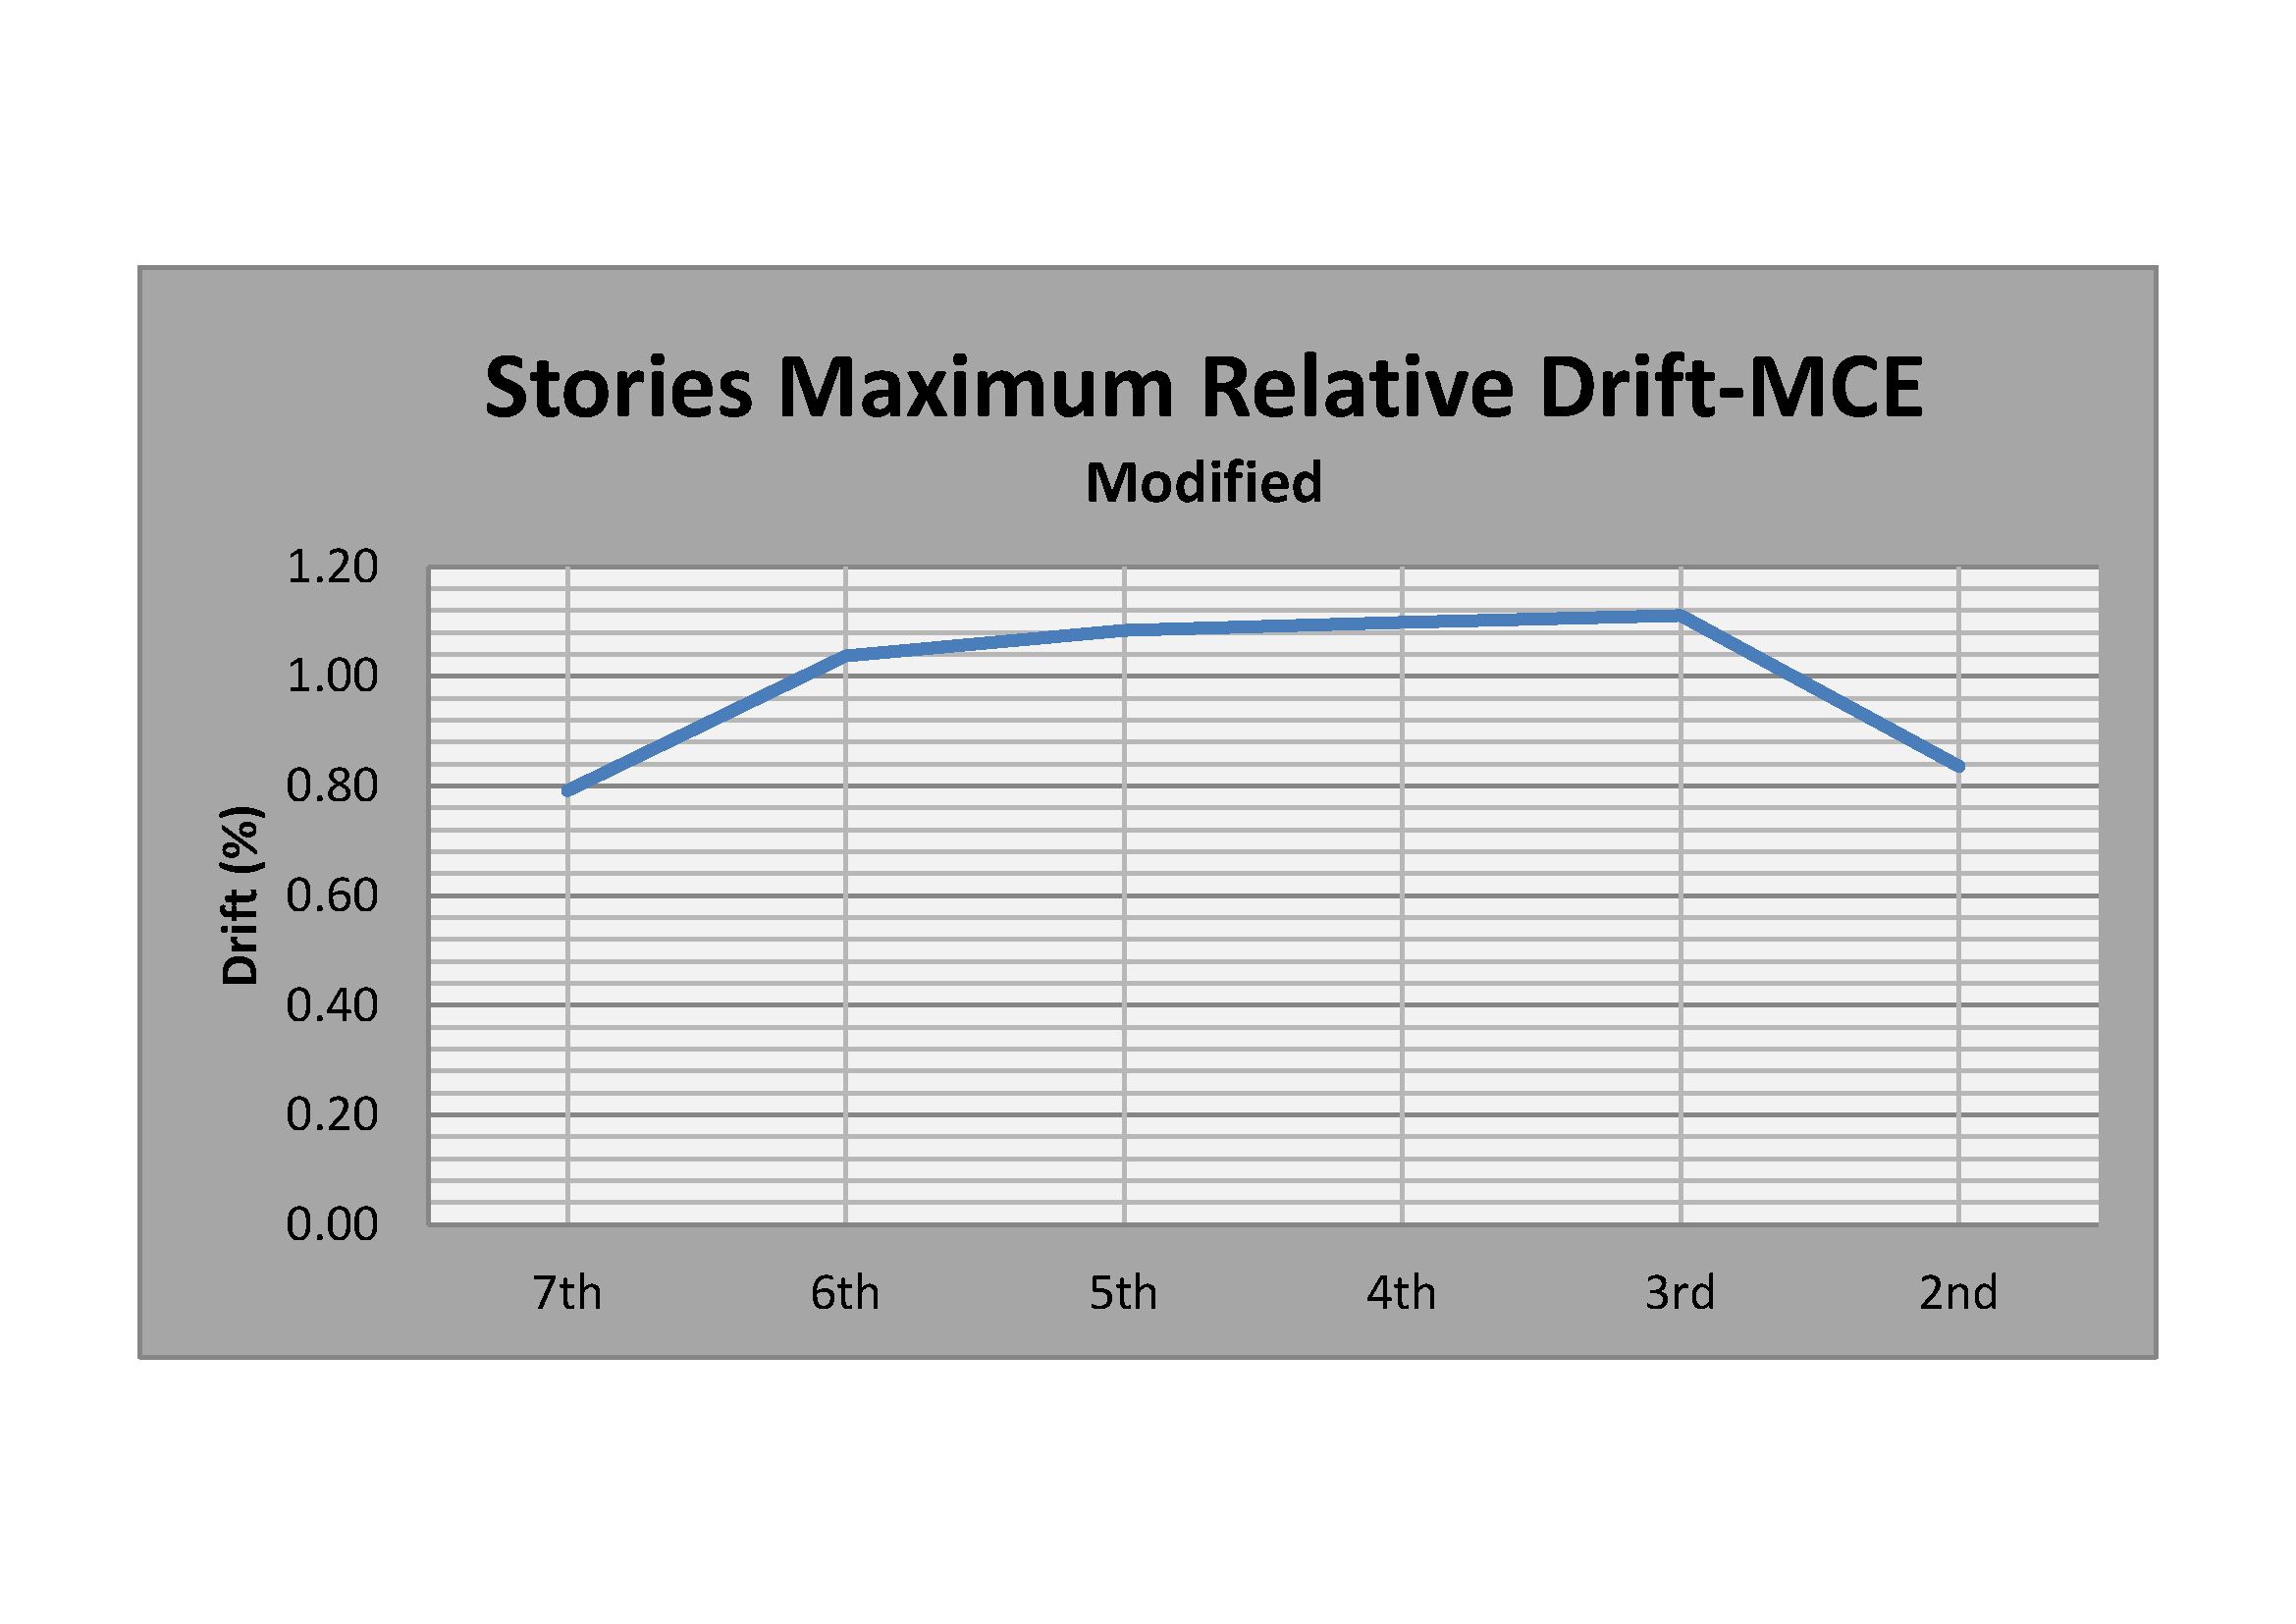 Stories Maximum Relative Drift-MCE
Modified
Drift (%)
1.20
1.00
0.80
0.60
0.40
0.20
0.00
7th 6th 5th 4th 3rd 2nd